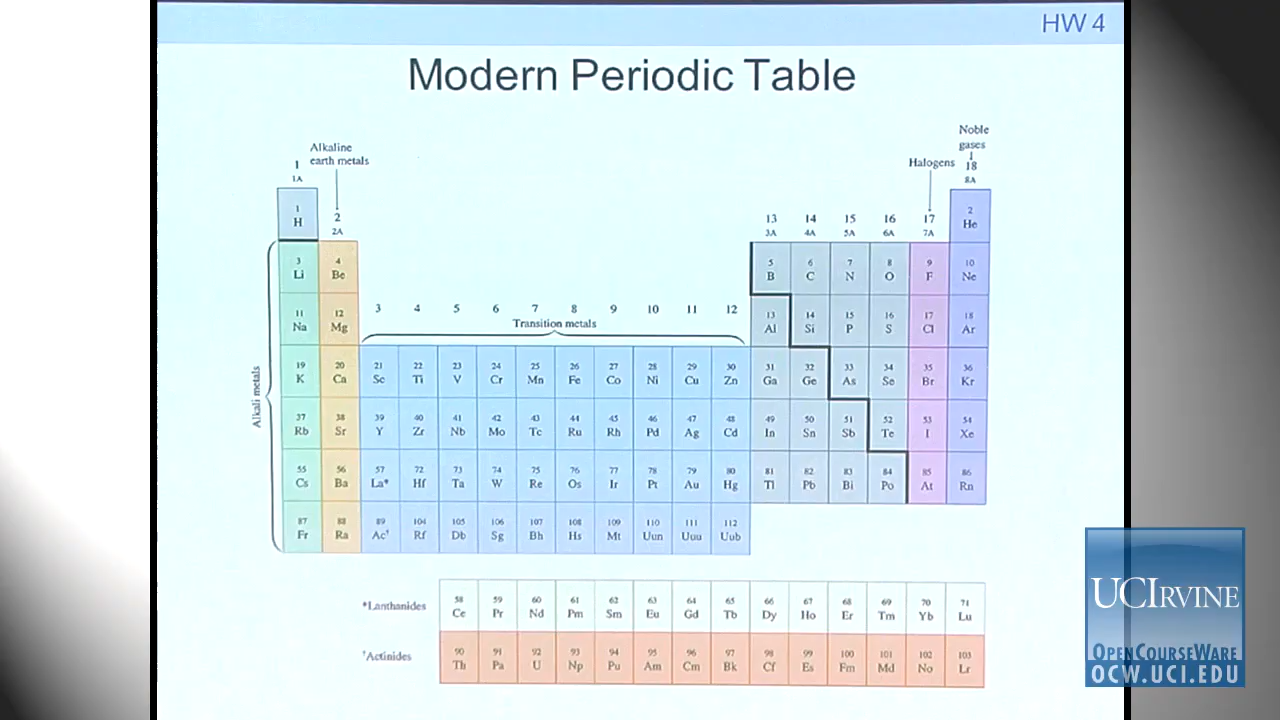 HW 4
Modern Periodic Table
Noble
gases
Alkaline
earth metals
Halogens
1
18
1A
8A
1
H
2
2A
13 14 15 16 17
3A 4A 5A 6A 7A
2
He
3 4 5 6 7 8 9 10
Li Be B C N O F Ne
3 4 5 6 7 8 9 10 11 12
Transition metals
11 12 13 14 15 16 17 18
Na Mg Al Si P S Cl Ar
Alkali metals
19 20 21 22 23 24 25 26 27 28 29 30 31 32 33 34 35 36
K Ca Sc Ti V Cr Mn Fe Co Ni Cu Zn Ga Ge As Se Br Kr
37 38 39 40 41 42 43 44 45 46 47 48 49 50 51 52 53 54
Rb Sr Y Zr Nb Mo Tc Ru Rh Pd Ag Cd In Sn Sb Te I Xe
55 56 57 72 73 74 75 76 77 78 79 80 81 82 83 84 85 86
Cs Ba La* Hf Ta W Re Os Ir Pt Au Hg Tl Pb Bi Po At Rn
87 88 89 104 105 106 107 108 109 110 111 112
Fr Ra Ac† Rf Db Sg Bh Hs Mt Uun Uuu Uub
*Lanthanides
58 59 60 61 62 63 64 65 66 67 68 69 70 71
Ce Pr Nd Pm Sm Eu Gd Tb Dy Ho Er Tm Yb Lu
†Actinides
90 91 92 93 94 95 96 97 98 99 100 101 102 103
Th Pa U Np Pu Am Cm Bk Cf Es Fm Md No Lr
UCIRVINE
OPENCOURSEWARE
OCW.UCI.EDU